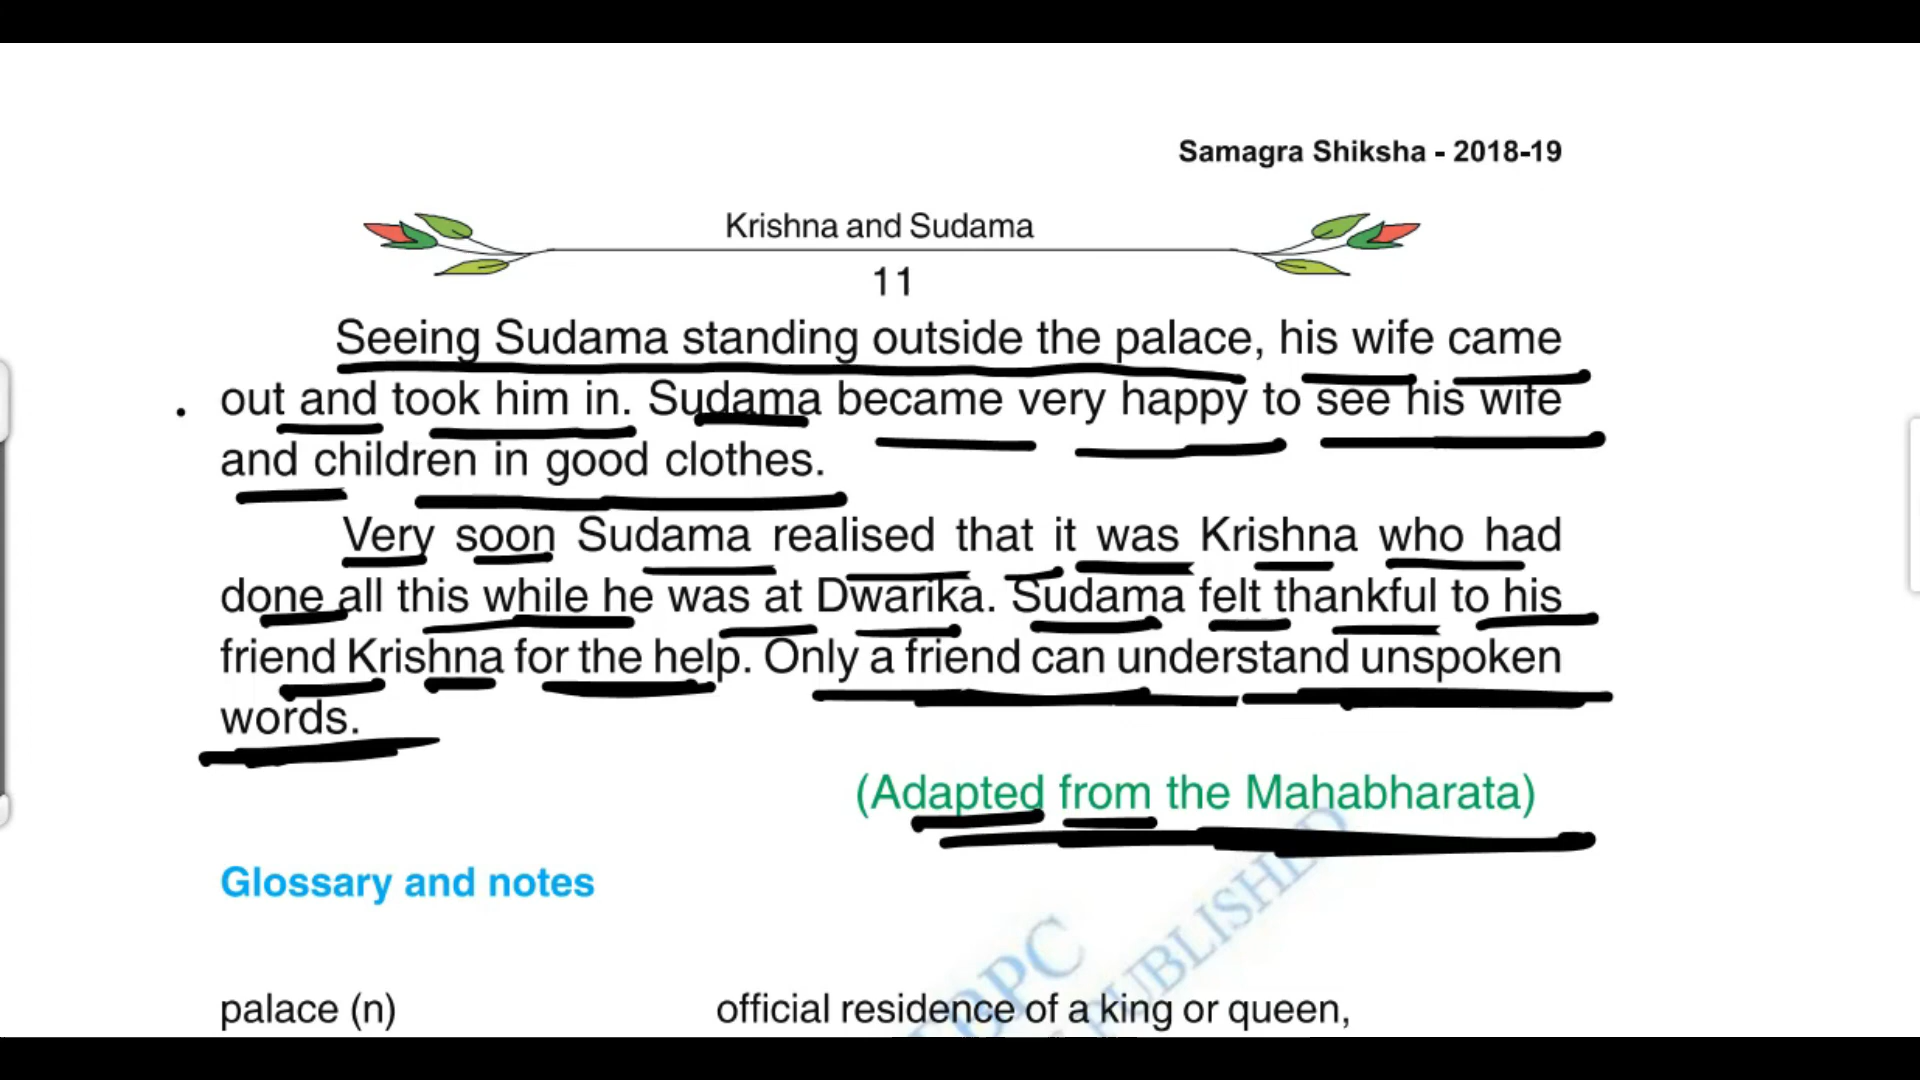 Samagra Shiksha - 2018-19
Krishna and Sudama
11
Seeing Sudama standing outside the palace, his wife came
out and took him in. Sudama became very happy to see his wife
and children in good clothes.
Very soon Sudama realised that it was Krishna who had
done all this while he was at Dwarika. Sudama felt thankful to his
friend Krishna for the help. Only a friend can understand unspoken
words.
(Adapted from the Mahabharata)
Glossary and notes
PUBLISHED
palace (n) official residence of a king or queen,